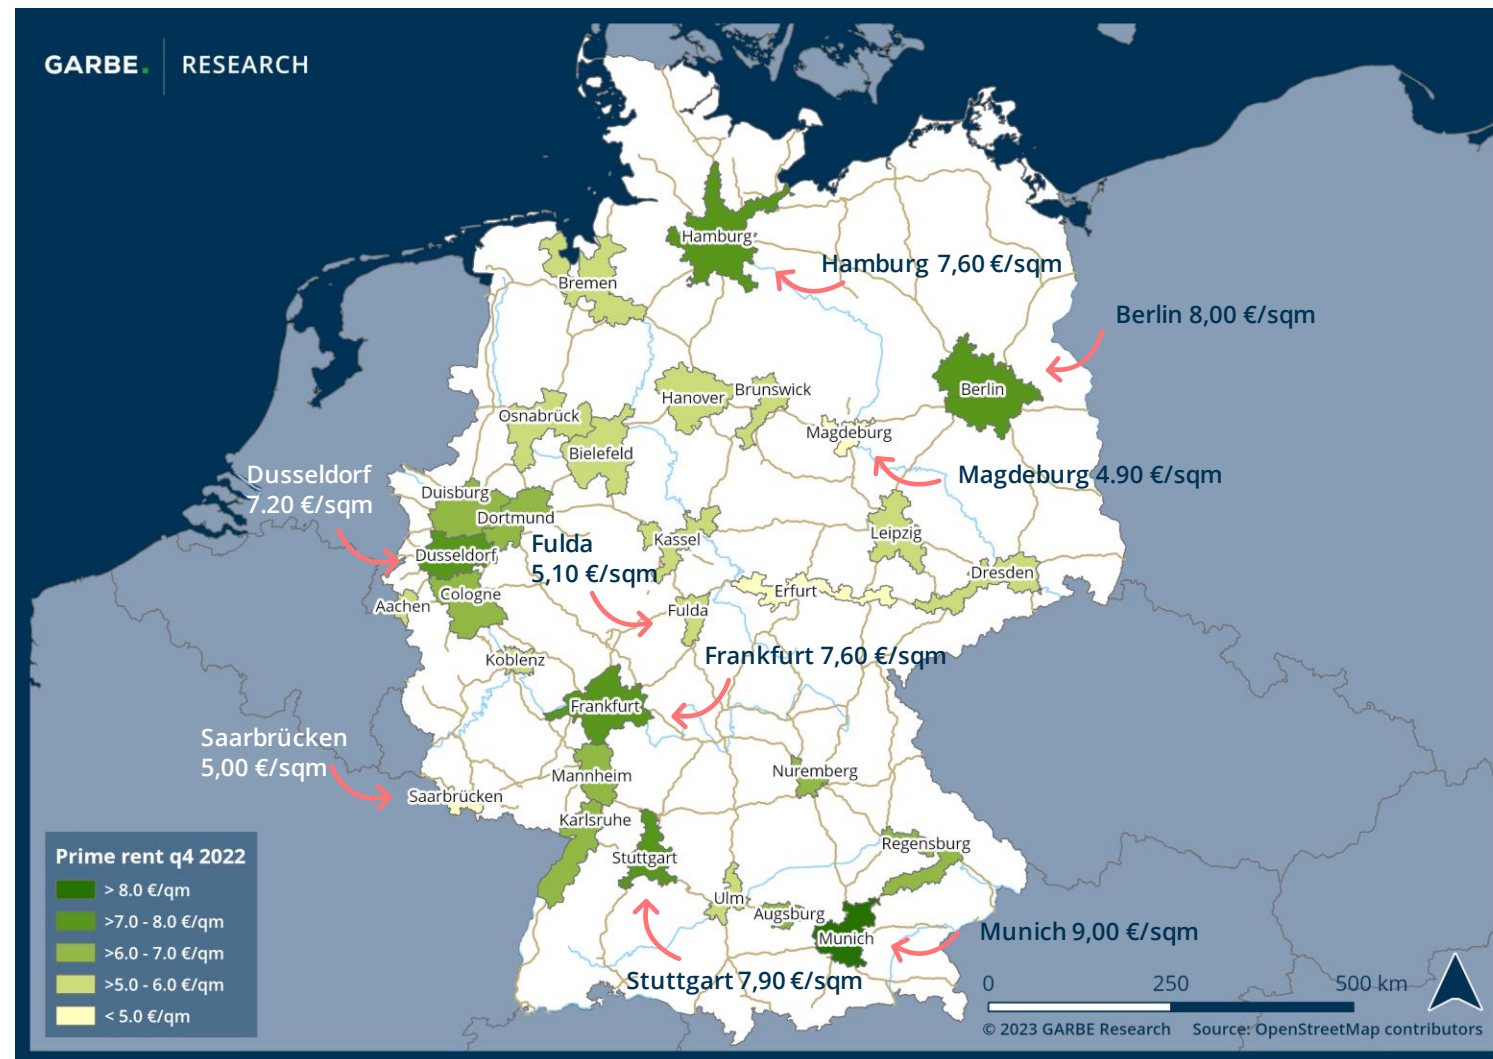 GARBE. RESEARCH
Hamburg
Hamburg 7,60 €/sqm
Bremen
Berlin 8,00 €/sqm
Berlin
Hanover
Brunswick
Osnabrück
Magdeburg
Bielefeld
Magdeburg 4.90 €/sqm
Dusseldorf
7.20 €/sqm
Duisburg
Dortmund
Dusseldorf
Fulda
5,10 €/sqm
Kassel
Leipzig
Dresden
Cologne
Aachen
Erfurt
Fulda
Koblenz
Frankfurt 7,60 €/sqm
Frankfurt
Saarbrücken
5,00 €/sqm
Mannheim
Nuremberg
Saarbrücken
Karlsruhe
Stuttgart
Regensburg
Ulm
Augsburg
Munich
Munich 9,00 €/sqm
Stuttgart 7,90 €/sqm
Prime rent q4 2022
> 8.0 €/qm
>7.0 - 8.0 €/qm
>6.0 - 7.0 €/qm
>5.0 - 6.0 €/qm
< 5.0 €/qm
0 250 500 km
© 2023 GARBE Research Source: OpenStreetMap contributors